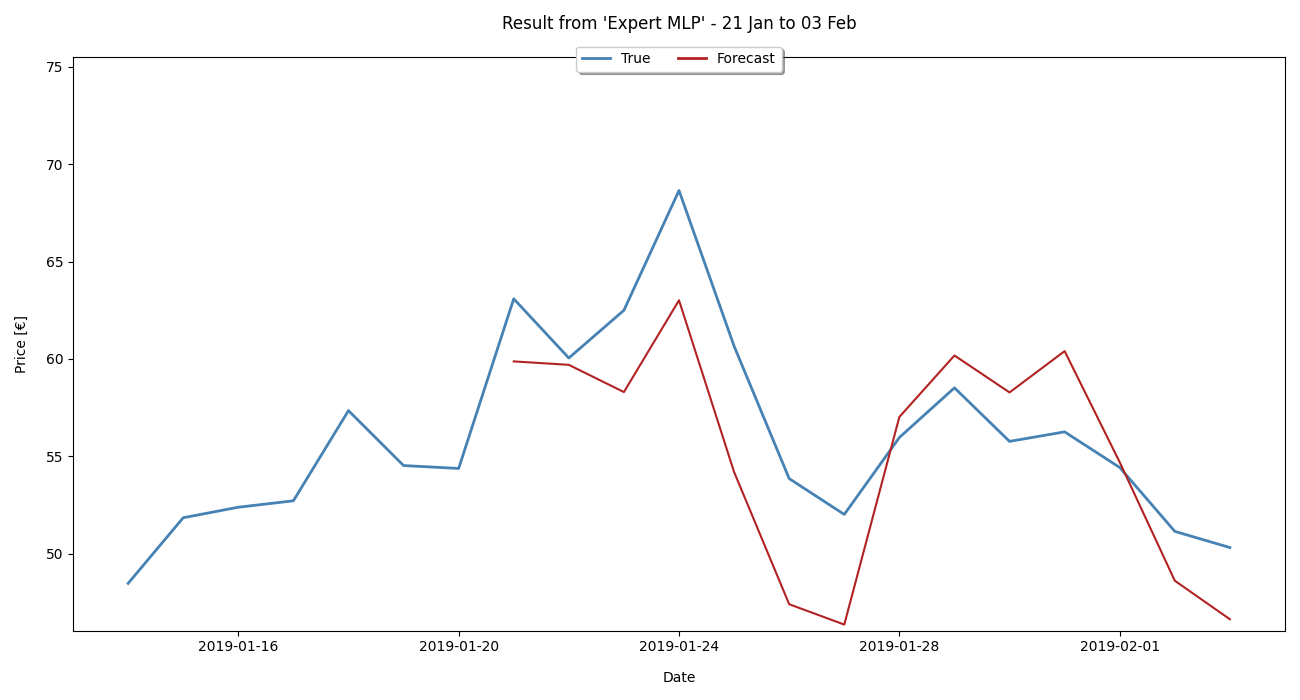 Result from 'Expert MLP' - 21 Jan to 03 Feb
True Forecast
75
70
65
60
55
50
Price [€]
2019-01-16 2019-01-20 2019-01-24 2019-01-28 2019-02-01
Date